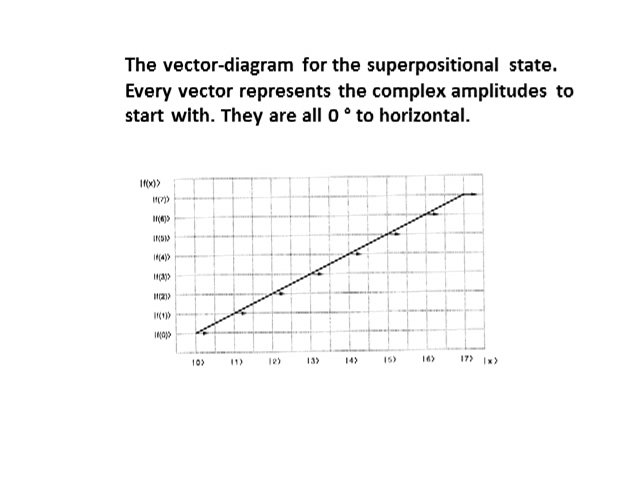 The vector-diagram for the superpositional state.
Every vector represents the complex amplitudes to
start with. They are all 0 ° to horizontal.
|f(x)⟩
|f(7)⟩
|f(6)⟩
|f(5)⟩
|f(4)⟩
|f(3)⟩
|f(2)⟩
|f(1)⟩
|f(0)⟩
|0⟩ |1⟩ |2⟩ |3⟩ |4⟩ |5⟩ |6⟩ |7⟩ |x⟩